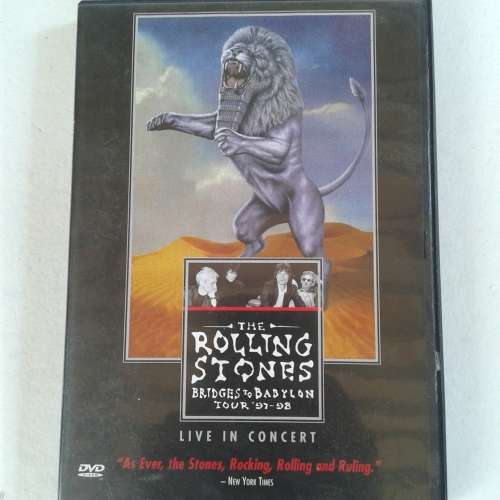 THE
ROLLING
STONES
BRIDGES TO BABYLON
TOUR '97-98
LIVE IN CONCERT
DVD
VIDEO
"As Ever, the Stones, Rocking, Rolling and Ruling."
– NEW YORK TIMES